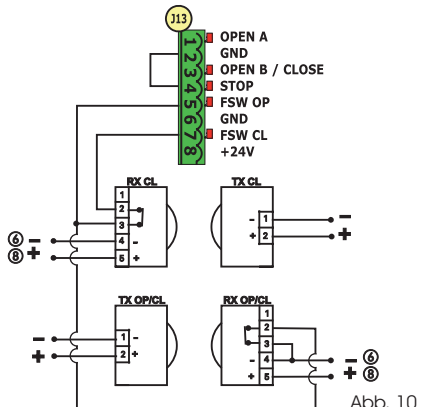 J13
1 OPEN A
2 GND
3 OPEN B / CLOSE
4 STOP
5 FSW OP
6 GND
7 FSW CL
8 +24V
RX CL
1
2
3
⑥ - 4 -
⑧ + 5 +
TX CL
- 1 -
+ 2 +
TX OP/CL
- 1 -
+ 2 +
RX OP/CL
1
2
3
- 4 - ⑥
+ 5 + ⑧
Abb. 10